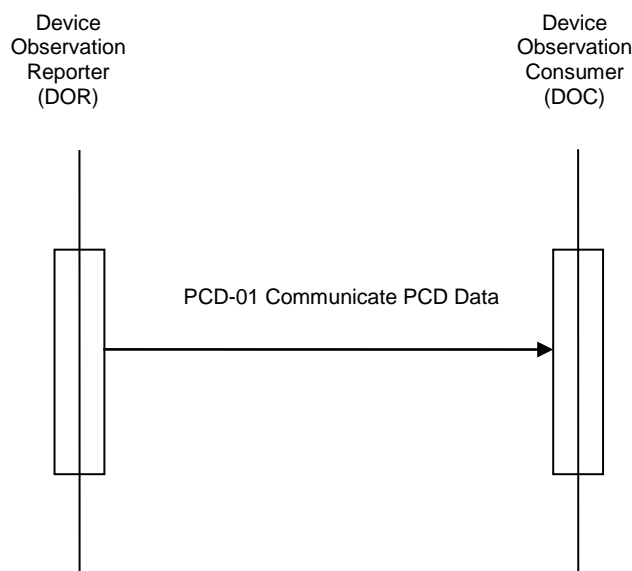 Device
Observation
Reporter
(DOR)
Device
Observation
Consumer
(DOC)
PCD-01 Communicate PCD Data